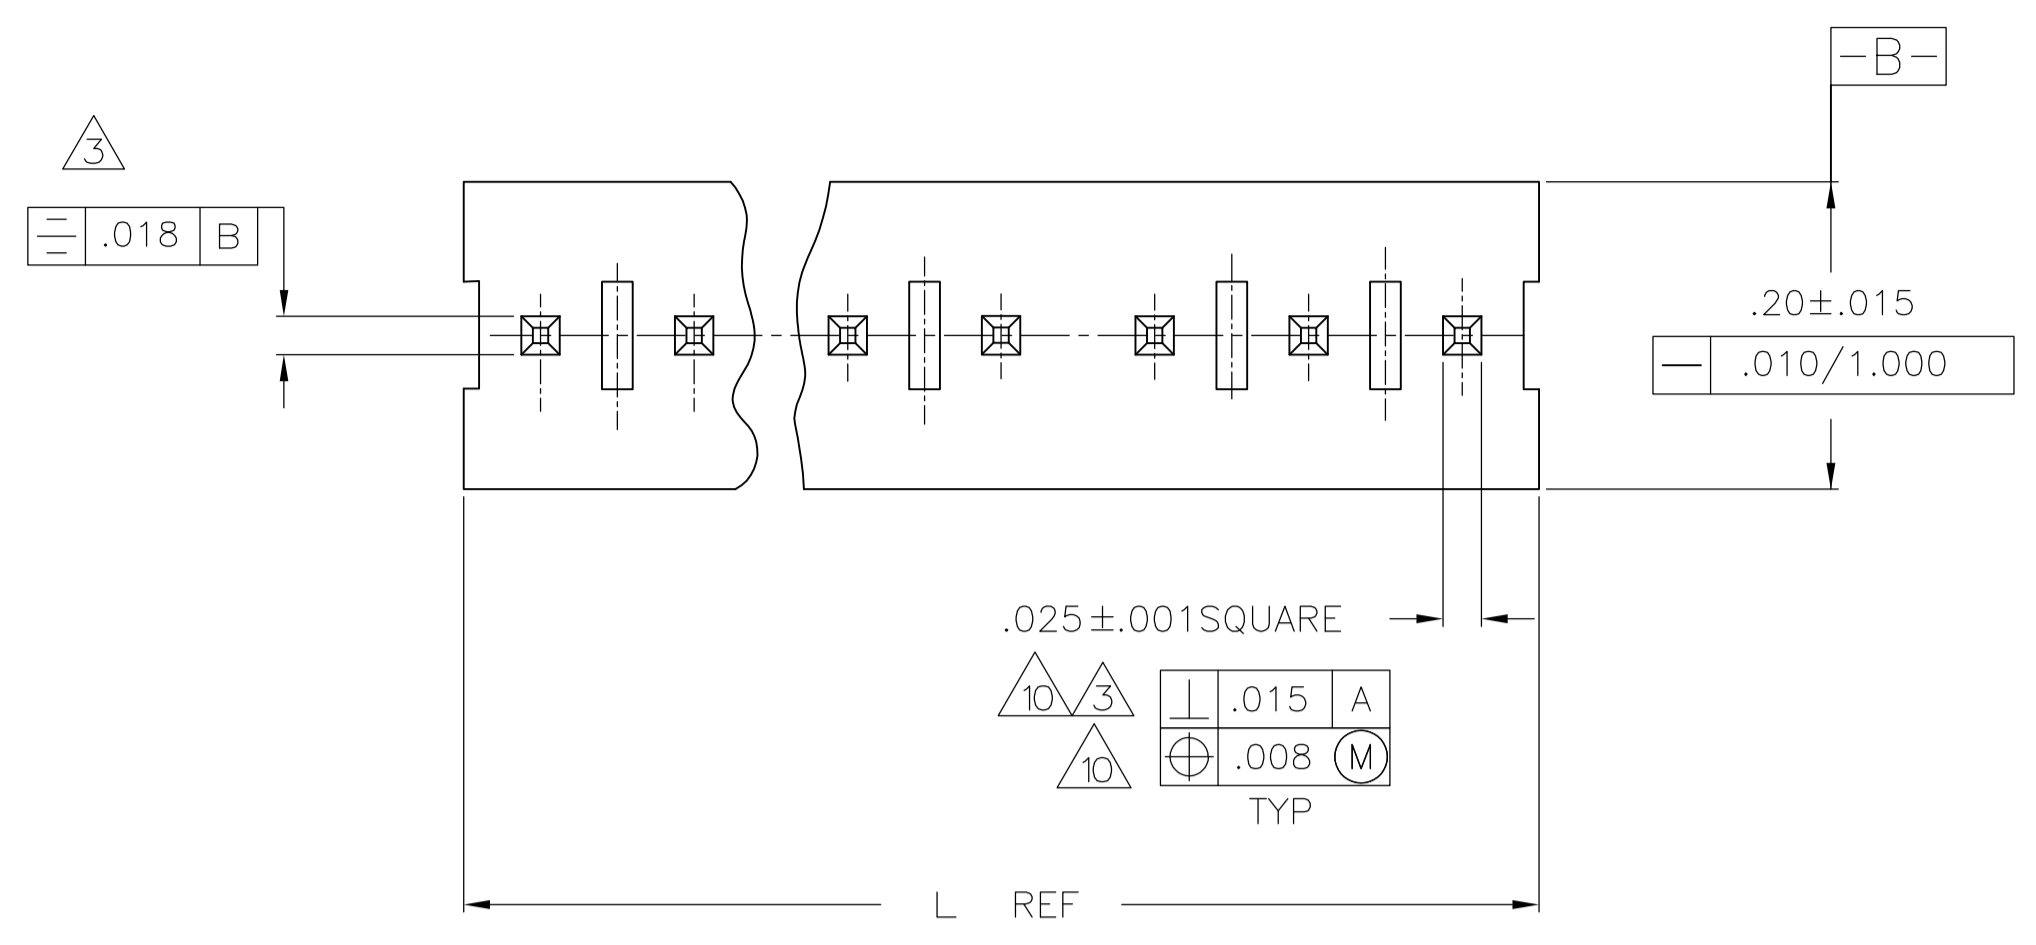 -B-
3
.018 B
.20±.015
.010/1.000
.025±.001SQUARE
10 3 .015 A
10 .008 M
TYP
L REF